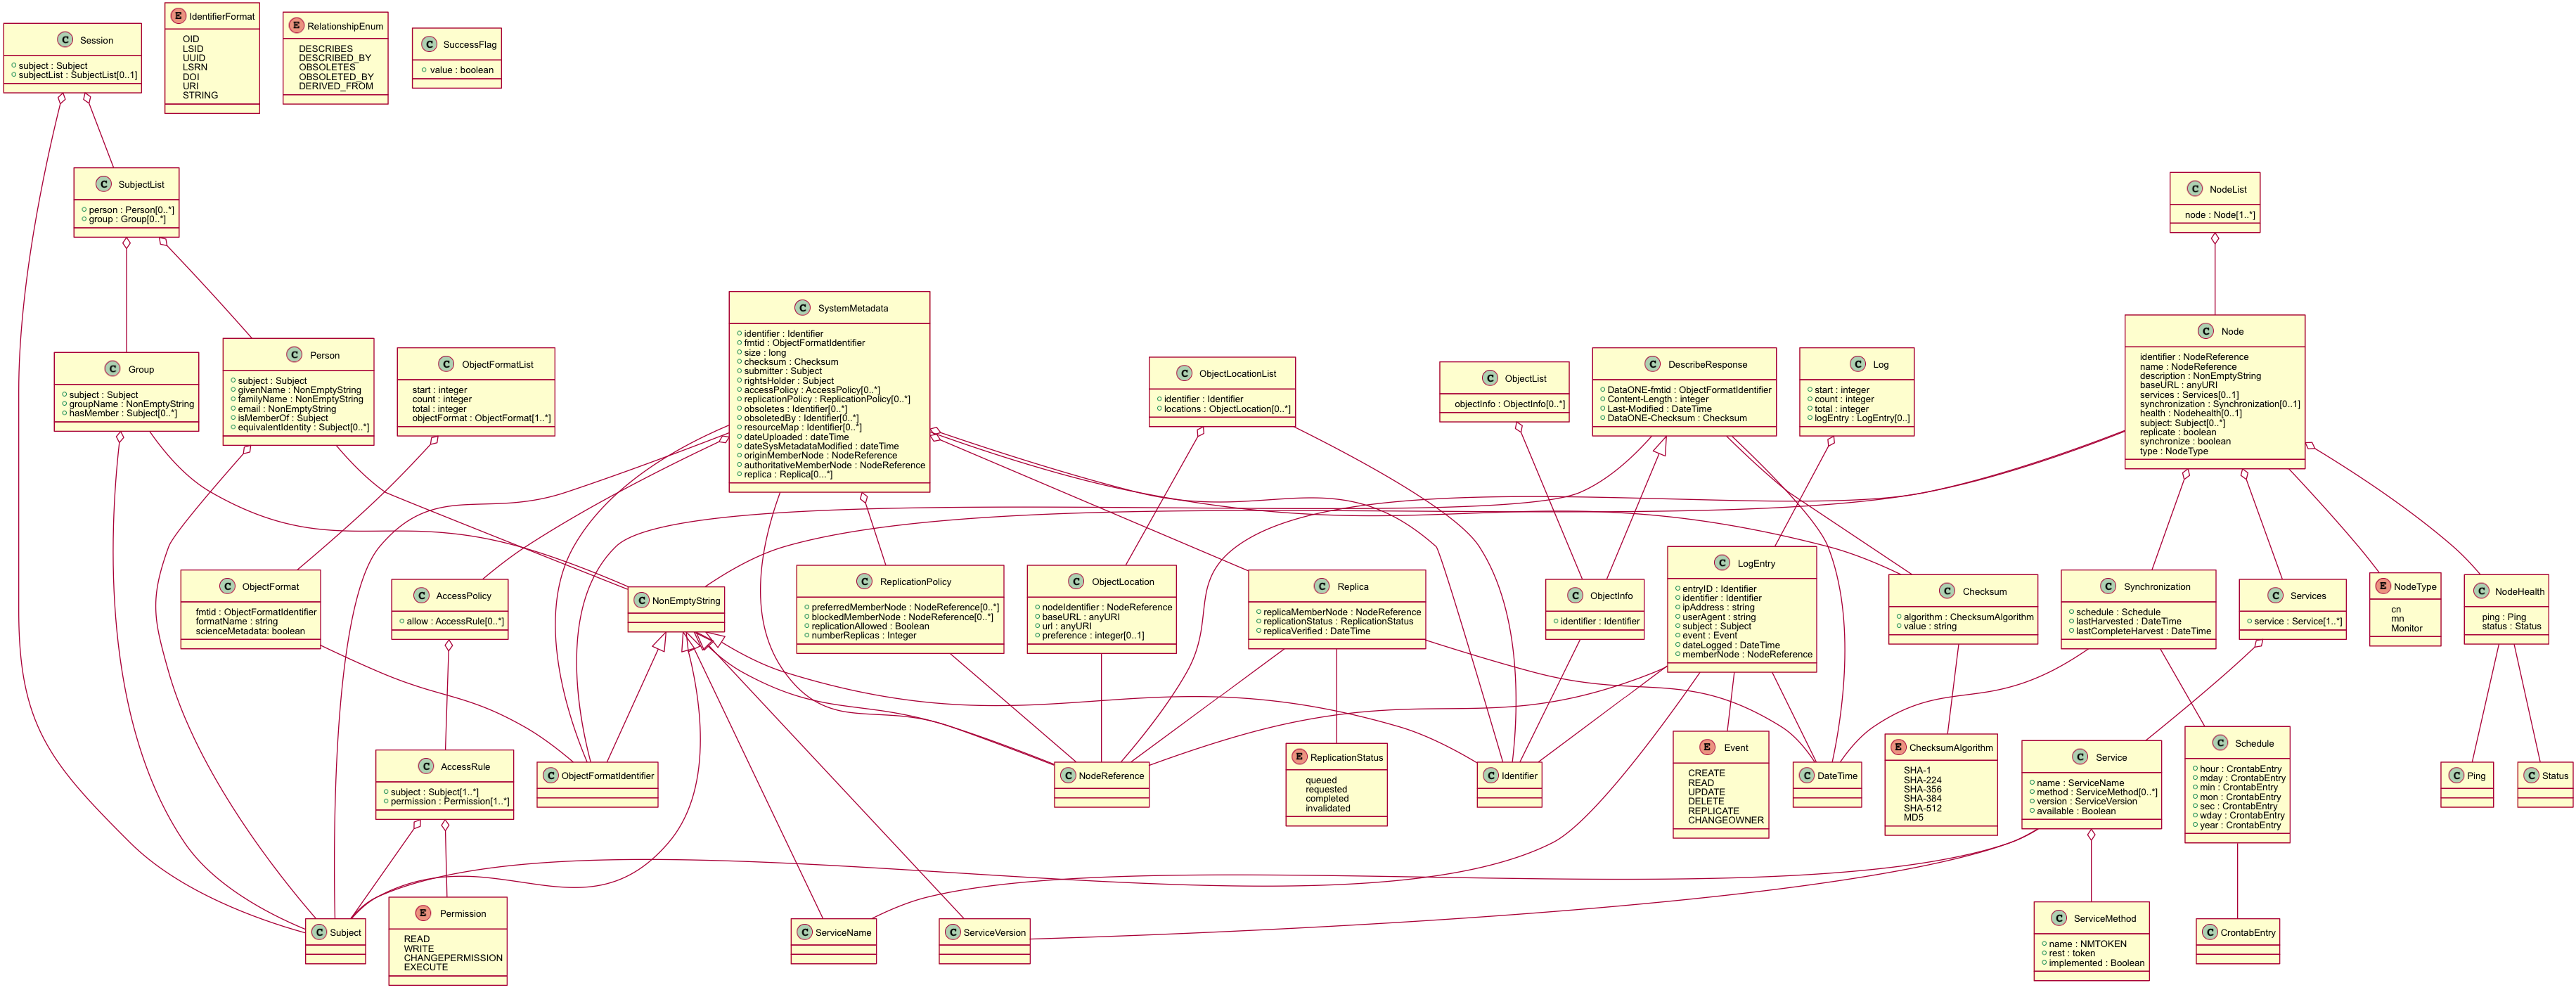 Session
subject : Subject
subjectList : SubjectList[0..1]
IdentifierFormat
OID
LSID
UUID
LSRN
DOI
URI
STRING
RelationshipEnum
DESCRIBES
DESCRIBED_BY
OBSOLETES
OBSOLETED_BY
DERIVED_FROM
SuccessFlag
value : boolean
SubjectList
person : Person[0..*]
group : Group[0..*]
NodeList
node : Node[1..*]
Group
subject : Subject
groupName : NonEmptyString
hasMember : Subject[0..*]
Person
subject : Subject
givenName : NonEmptyString
familyName : NonEmptyString
email : NonEmptyString
isMemberOf : Subject
equivalentIdentity : Subject[0..*]
ObjectFormatList
start : integer
count : integer
total : integer
objectFormat : ObjectFormat[1..*]
SystemMetadata
identifier : Identifier
fmtid : ObjectFormatIdentifier
size : long
checksum : Checksum
submitter : Subject
rightsHolder : Subject
accessPolicy : AccessPolicy[0..*]
replicationPolicy : ReplicationPolicy[0..*]
obsoletes : Identifier[0..*]
obsoletedBy : Identifier[0..*]
resourceMap : Identifier[0..*]
dateUploaded : dateTime
dateSysMetadataModified : dateTime
originMemberNode : NodeReference
authoritativeMemberNode : NodeReference
replica : Replica[0...*]
ObjectLocationList
identifier : Identifier
locations : ObjectLocation[0..*]
ObjectList
objectInfo : ObjectInfo[0..*]
DescribeResponse
DataONE-fmtid : ObjectFormatIdentifier
Content-Length : integer
Last-Modified : DateTime
DataONE-Checksum : Checksum
Log
start : integer
count : integer
total : integer
logEntry : LogEntry[0..]
Node
identifier : NodeReference
name : NodeReference
description : NonEmptyString
baseURL : anyURI
services : Services[0..1]
synchronization : Synchronization[0..1]
health : Nodehealth[0..1]
subject: Subject[0..*]
replicate : boolean
synchronize : boolean
type : NodeType
ObjectFormat
fmtid : ObjectFormatIdentifier
formatName : string
scienceMetadata: boolean
AccessPolicy
allow : AccessRule[0..*]
NonEmptyString
ReplicationPolicy
preferredMemberNode : NodeReference[0..*]
blockedMemberNode : NodeReference[0..*]
replicationAllowed : Boolean
numberReplicas : Integer
ObjectLocation
nodeIdentifier : NodeReference
baseURL : anyURI
url : anyURI
preference : integer[0..1]
Replica
replicaMemberNode : NodeReference
replicationStatus : ReplicationStatus
replicaVerified : DateTime
ObjectInfo
identifier : Identifier
LogEntry
entryID : Identifier
identifier : Identifier
ipAddress : string
userAgent : string
subject : Subject
event : Event
dateLogged : DateTime
memberNode : NodeReference
Checksum
algorithm : ChecksumAlgorithm
value : string
Synchronization
schedule : Schedule
lastHarvested : DateTime
lastCompleteHarvest : DateTime
Services
service : Service[1..*]
NodeType
cn
mn
Monitor
NodeHealth
ping : Ping
status : Status
AccessRule
subject : Subject[1..*]
permission : Permission[1..*]
ObjectFormatIdentifier
NodeReference
ReplicationStatus
queued
requested
completed
invalidated
Identifier
Event
CREATE
READ
UPDATE
DELETE
REPLICATE
CHANGEOWNER
DateTime
ChecksumAlgorithm
SHA-1
SHA-224
SHA-356
SHA-384
SHA-512
MD5
Service
name : ServiceName
method : ServiceMethod[0..*]
version : ServiceVersion
available : Boolean
Schedule
hour : CrontabEntry
mday : CrontabEntry
min : CrontabEntry
mon : CrontabEntry
sec : CrontabEntry
wday : CrontabEntry
year : CrontabEntry
Ping
Status
Subject
Permission
READ
WRITE
CHANGEPERMISSION
EXECUTE
ServiceName
ServiceVersion
ServiceMethod
name : NMTOKEN
rest : token
implemented : Boolean
CrontabEntry